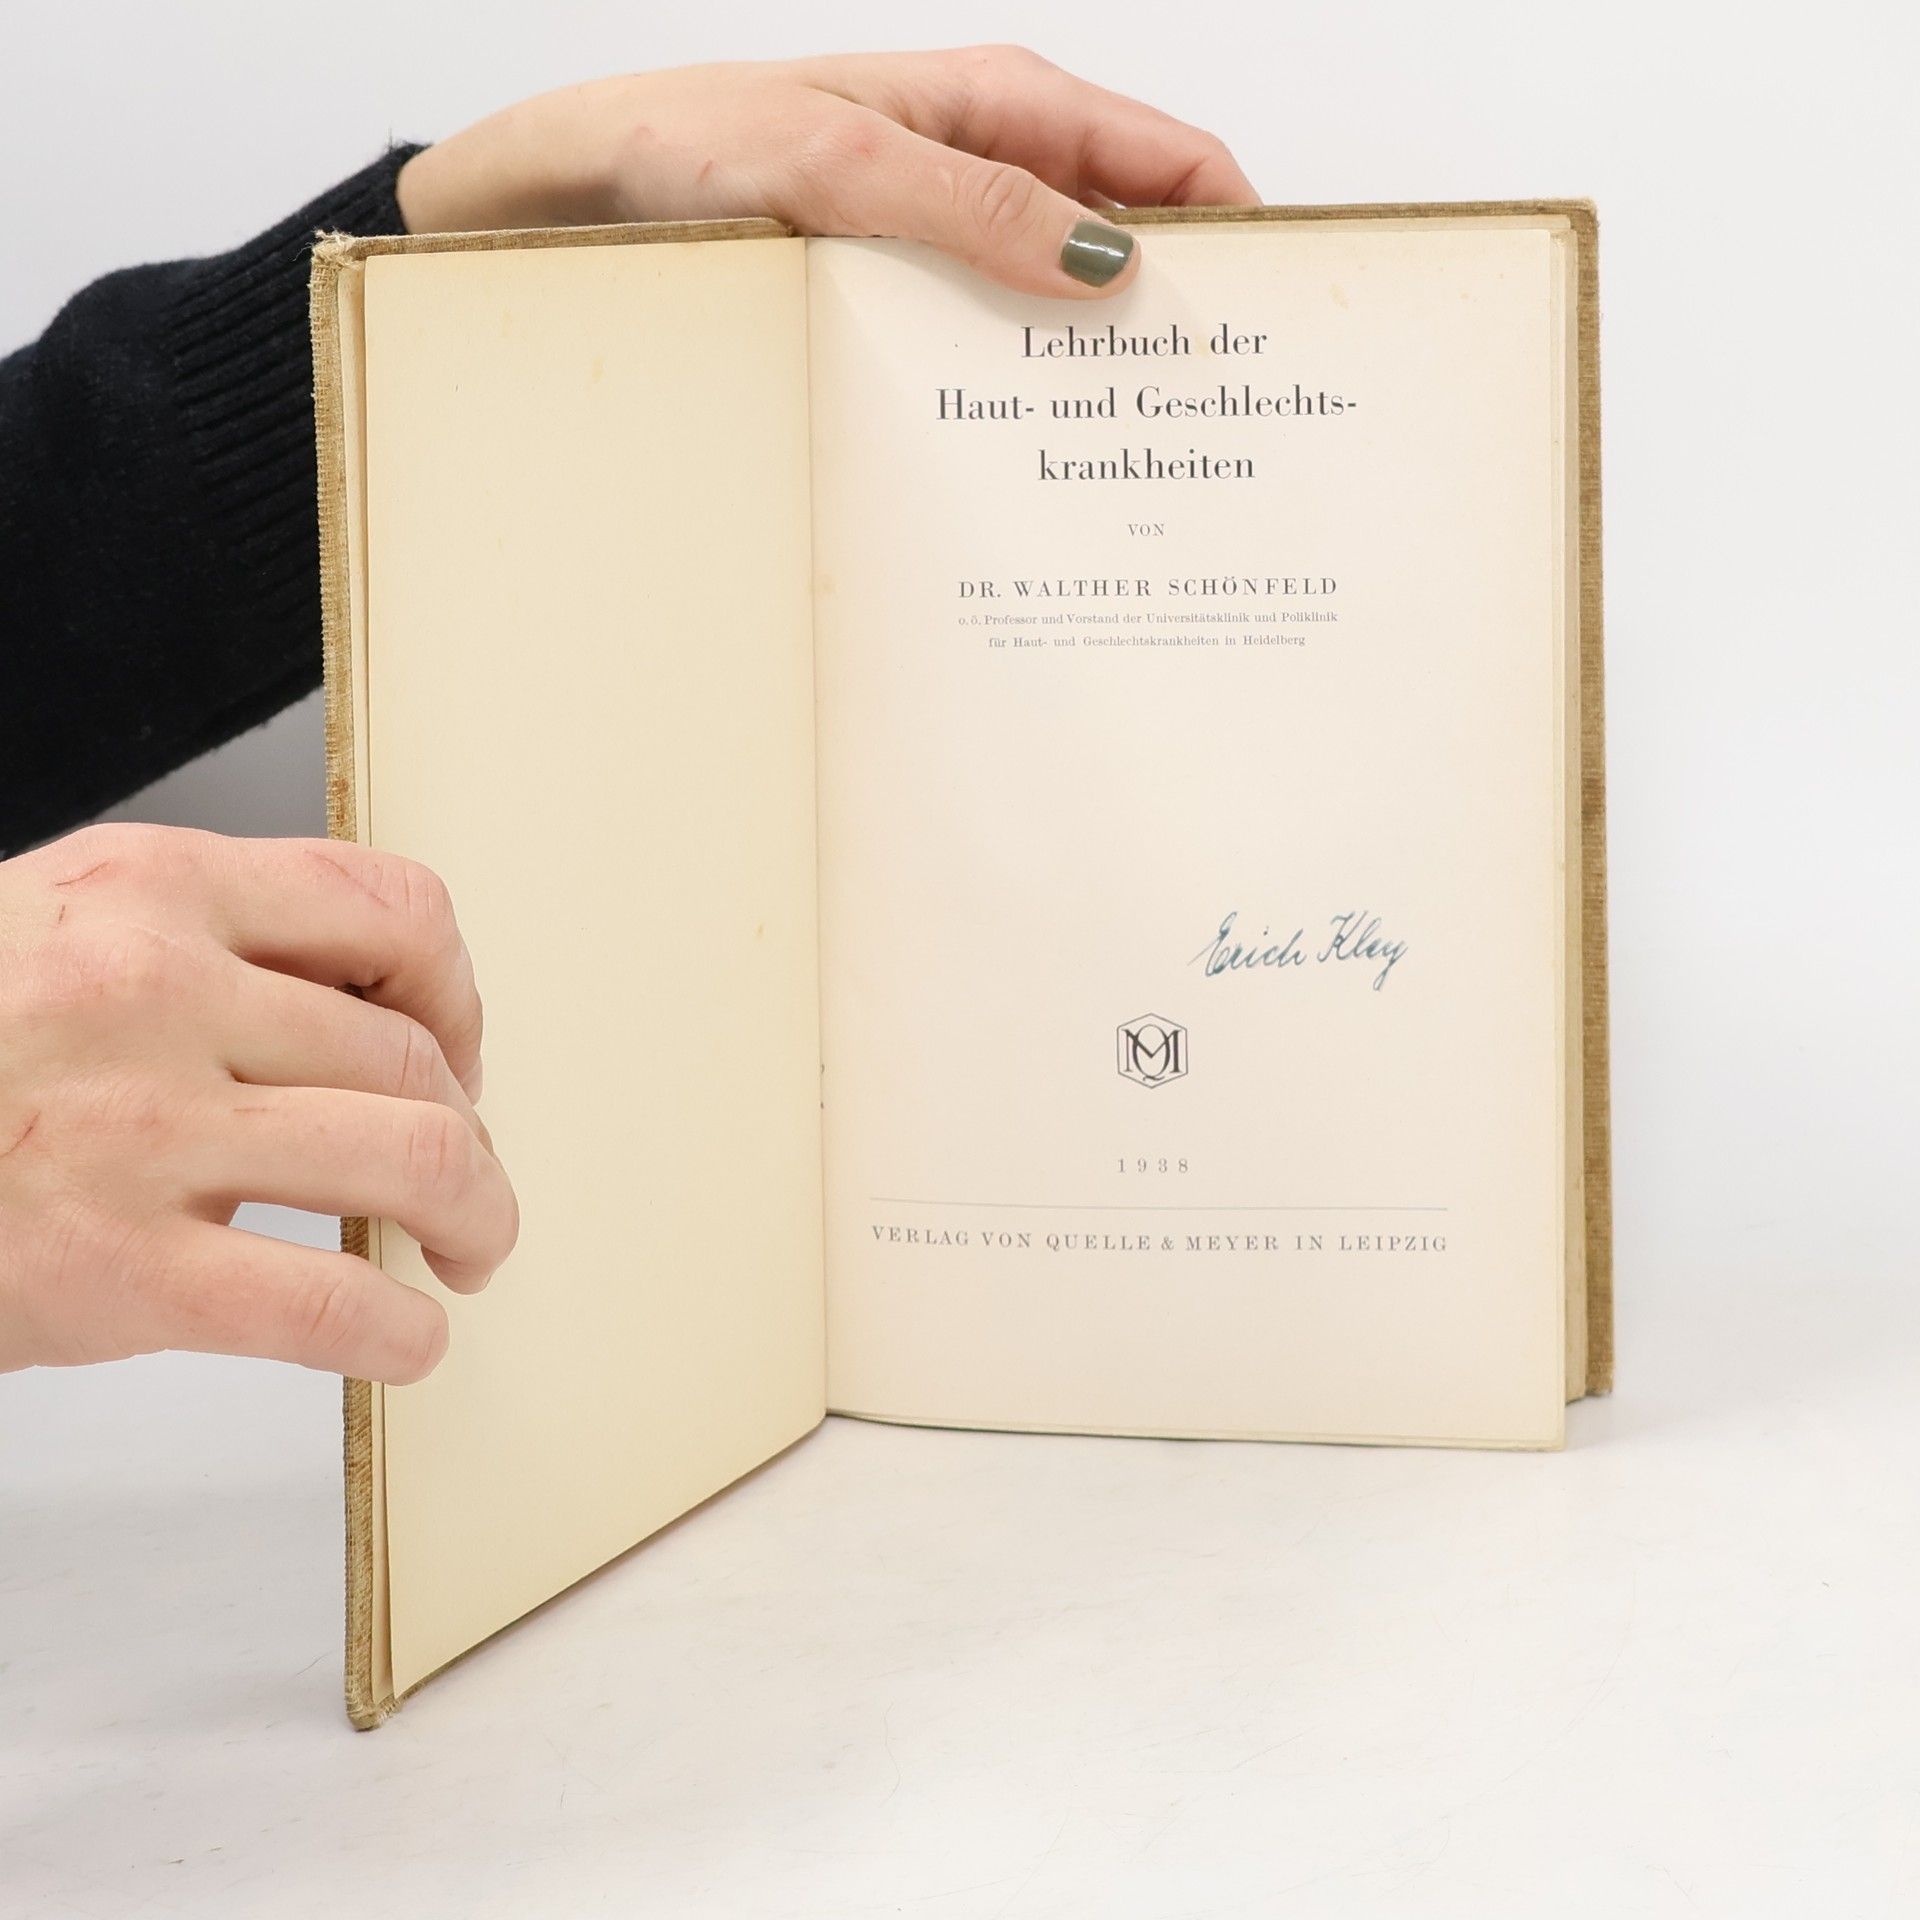 Lehrbuch der
Haut- und Geschlechts-
krankheiten
VON
DR. WALTHER SCHÖNFELD
o. ö. Professor und Vorstand der Universitätsklinik und Poliklinik
für Haut- und Geschlechtskrankheiten in Heidelberg
Erich Kley
QM
1938
VERLAG VON QUELLE & MEYER IN LEIPZIG